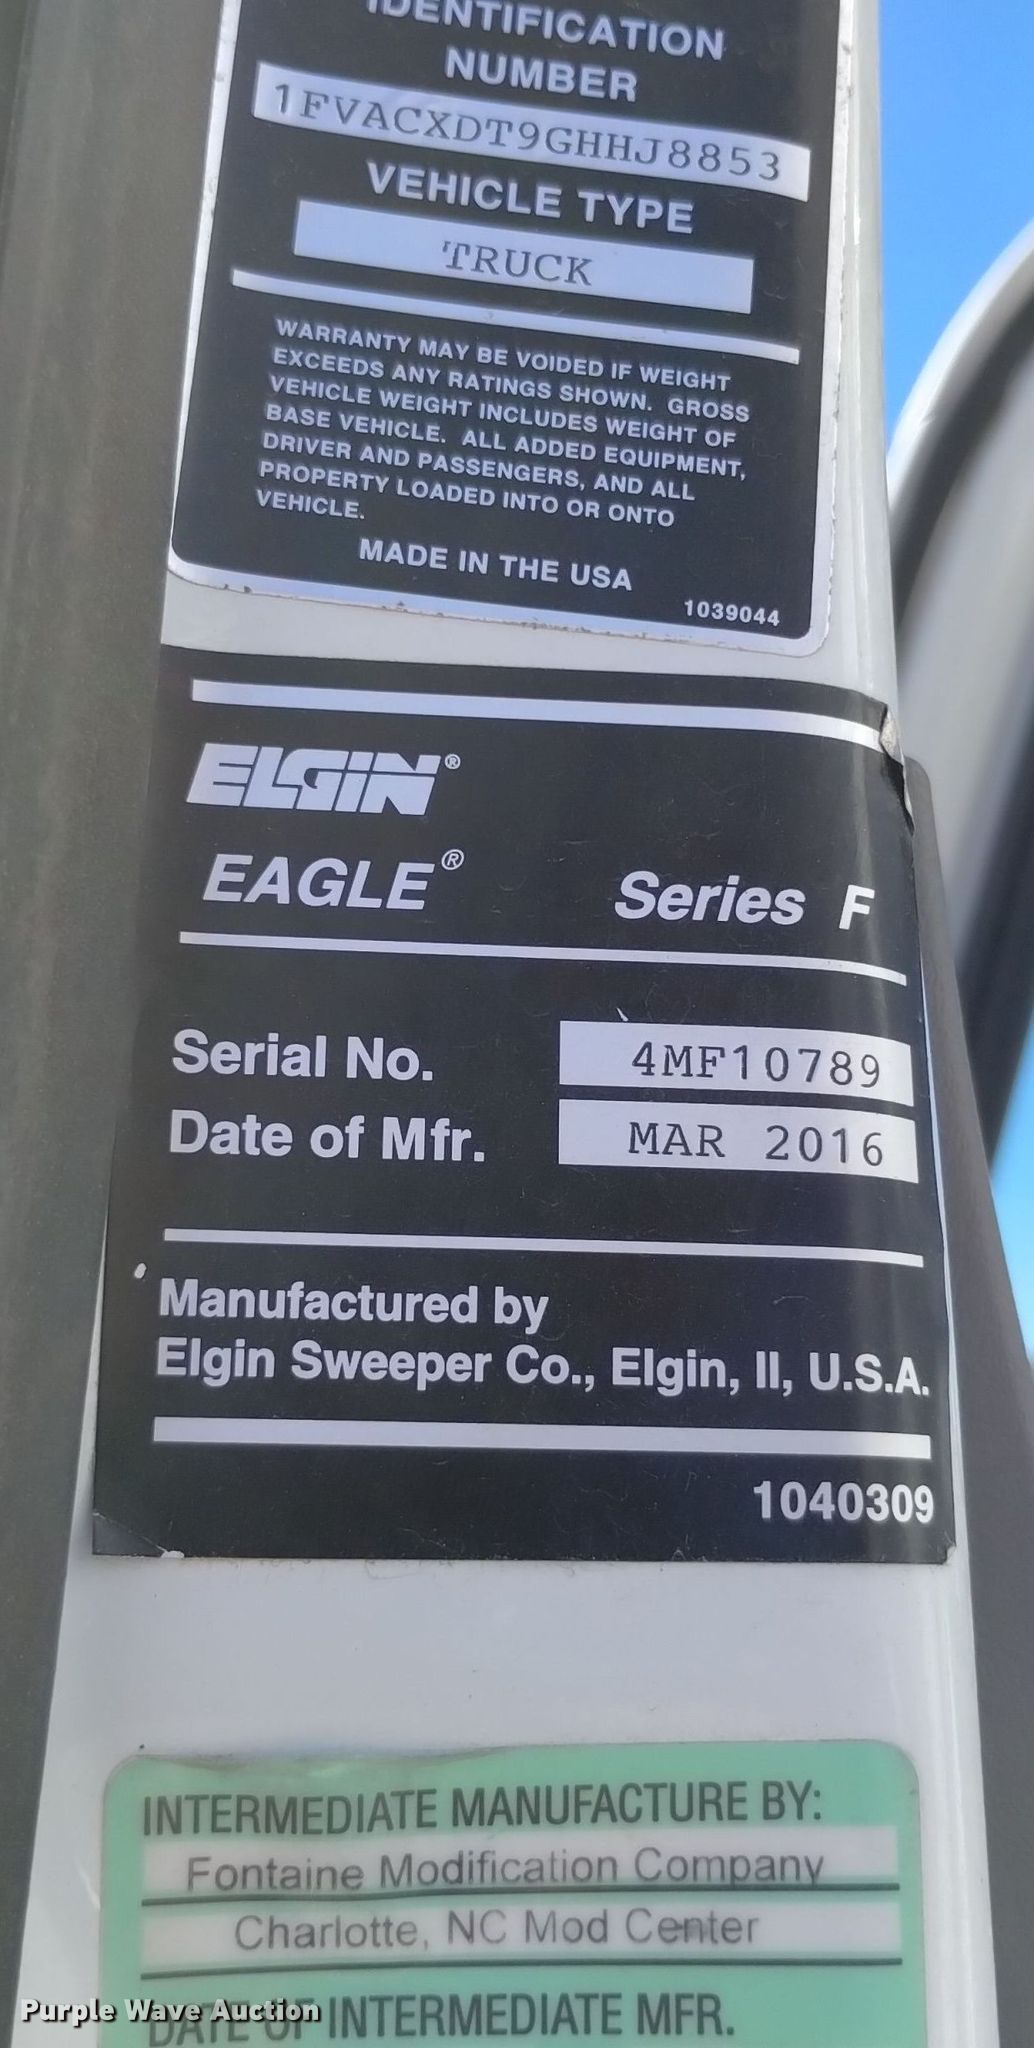 IDENTIFICATION
NUMBER
1FVACXDT9GHHJ8853
VEHICLE TYPE
TRUCK
WARRANTY MAY BE VOIDED IF WEIGHT
EXCEEDS ANY RATINGS SHOWN. GROSS
VEHICLE WEIGHT INCLUDES WEIGHT OF
BASE VEHICLE. ALL ADDED EQUIPMENT,
DRIVER AND PASSENGERS, AND ALL
PROPERTY LOADED INTO OR ONTO
VEHICLE.
MADE IN THE USA
1039044
ELGIN®
EAGLE® Series F
Serial No. 4MF10789
Date of Mfr. MAR 2016
Manufactured by
Elgin Sweeper Co., Elgin, Il, U.S.A.
1040309
INTERMEDIATE MANUFACTURE BY:
Fontaine Modification Company
Charlotte, NC Mod Center
DATE OF INTERMEDIATE MFR.
Purple Wave Auction